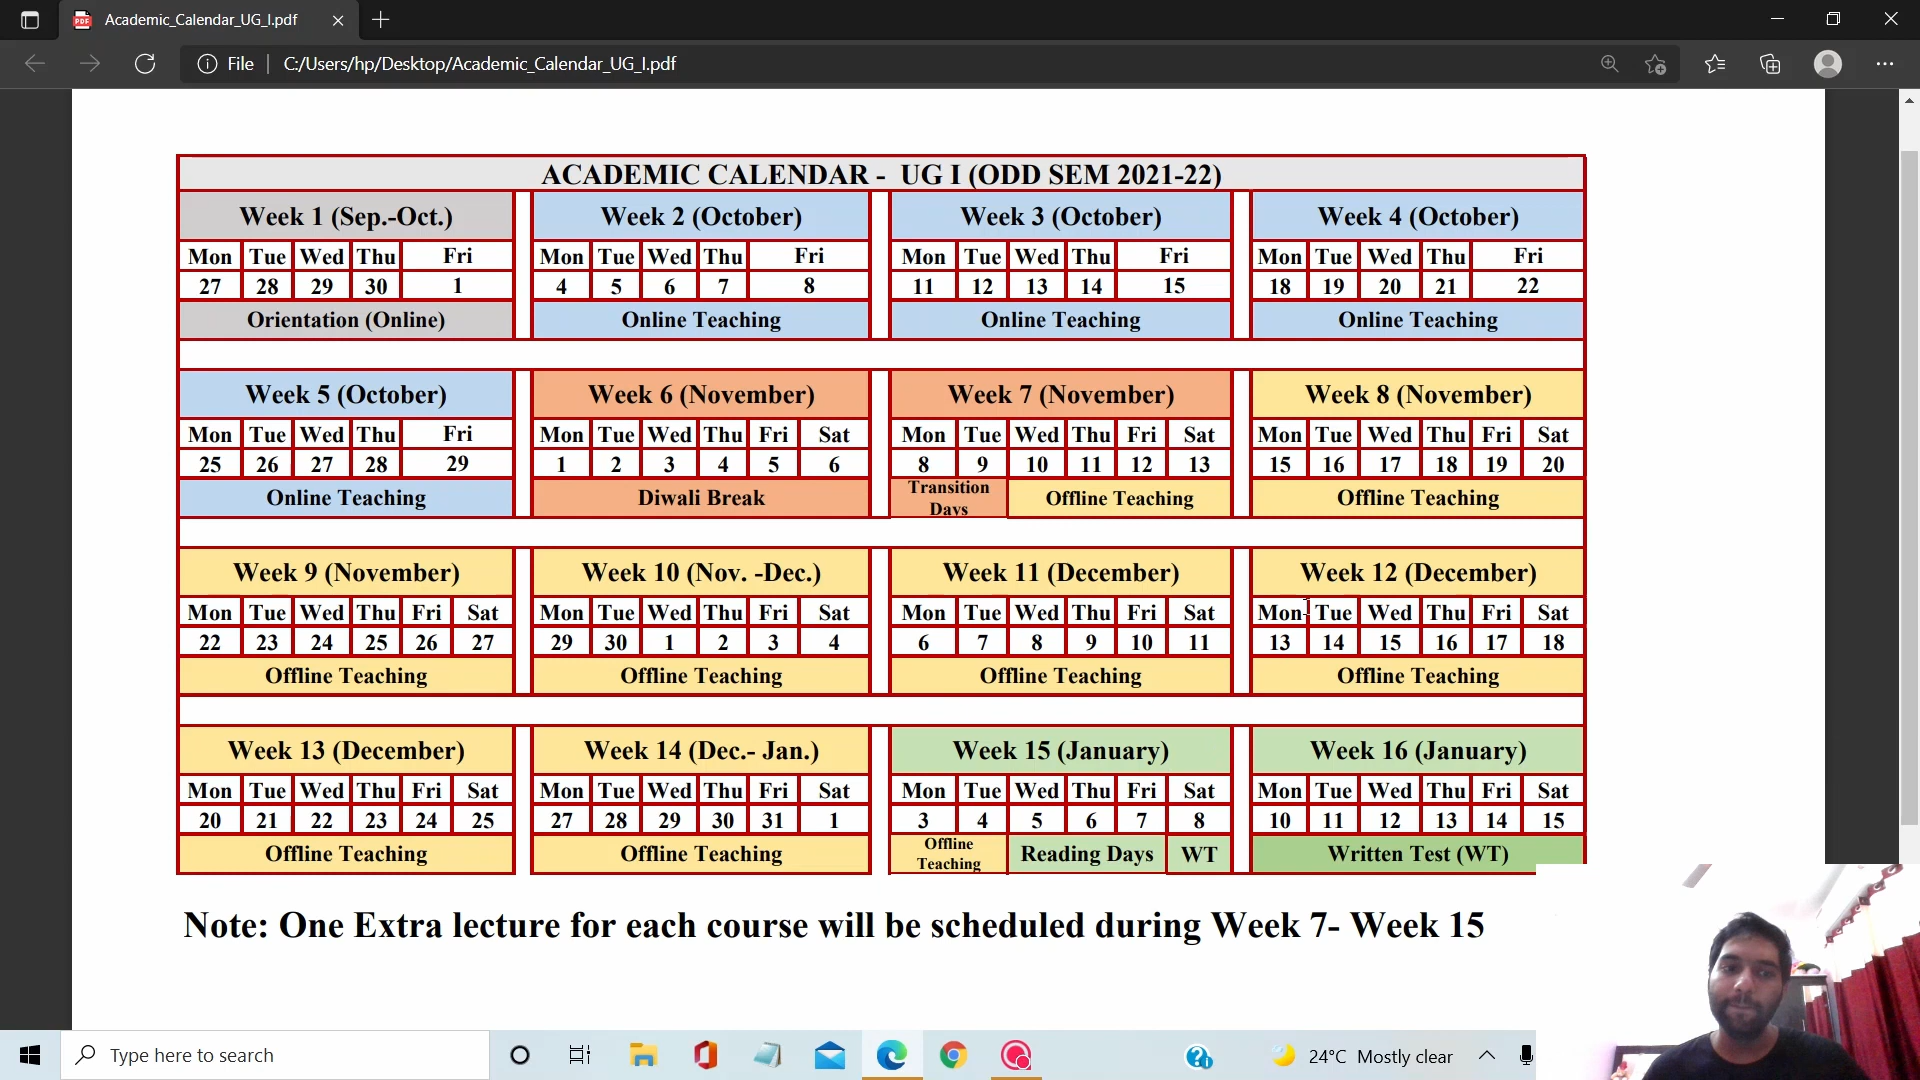 Academic_Calendar_UG_I.pdf
File C:/Users/hp/Desktop/Academic_Calendar_UG_I.pdf
ACADEMIC CALENDAR - UG I (ODD SEM 2021-22)
Week 1 (Sep.-Oct.) Week 2 (October) Week 3 (October) Week 4 (October)
Mon Tue Wed Thu Fri Mon Tue Wed Thu Fri Mon Tue Wed Thu Fri Mon Tue Wed Thu Fri
27 28 29 30 1 4 5 6 7 8 11 12 13 14 15 18 19 20 21 22
Orientation (Online) Online Teaching Online Teaching Online Teaching
Week 5 (October) Week 6 (November) Week 7 (November) Week 8 (November)
Mon Tue Wed Thu Fri Mon Tue Wed Thu Fri Sat Mon Tue Wed Thu Fri Sat Mon Tue Wed Thu Fri Sat
25 26 27 28 29 1 2 3 4 5 6 8 9 10 11 12 13 15 16 17 18 19 20
Online Teaching Diwali Break Transition Days Offline Teaching Offline Teaching
Week 9 (November) Week 10 (Nov. -Dec.) Week 11 (December) Week 12 (December)
Mon Tue Wed Thu Fri Sat Mon Tue Wed Thu Fri Sat Mon Tue Wed Thu Fri Sat Mon Tue Wed Thu Fri Sat
22 23 24 25 26 27 29 30 1 2 3 4 6 7 8 9 10 11 13 14 15 16 17 18
Offline Teaching Offline Teaching Offline Teaching Offline Teaching
Week 13 (December) Week 14 (Dec.- Jan.) Week 15 (January) Week 16 (January)
Mon Tue Wed Thu Fri Sat Mon Tue Wed Thu Fri Sat Mon Tue Wed Thu Fri Sat Mon Tue Wed Thu Fri Sat
20 21 22 23 24 25 27 28 29 30 31 1 3 4 5 6 7 8 10 11 12 13 14 15
Offline Teaching Offline Teaching Offline Teaching Reading Days WT Written Test (WT)
Note: One Extra lecture for each course will be scheduled during Week 7- Week 15
Type here to search 24°C Mostly clear